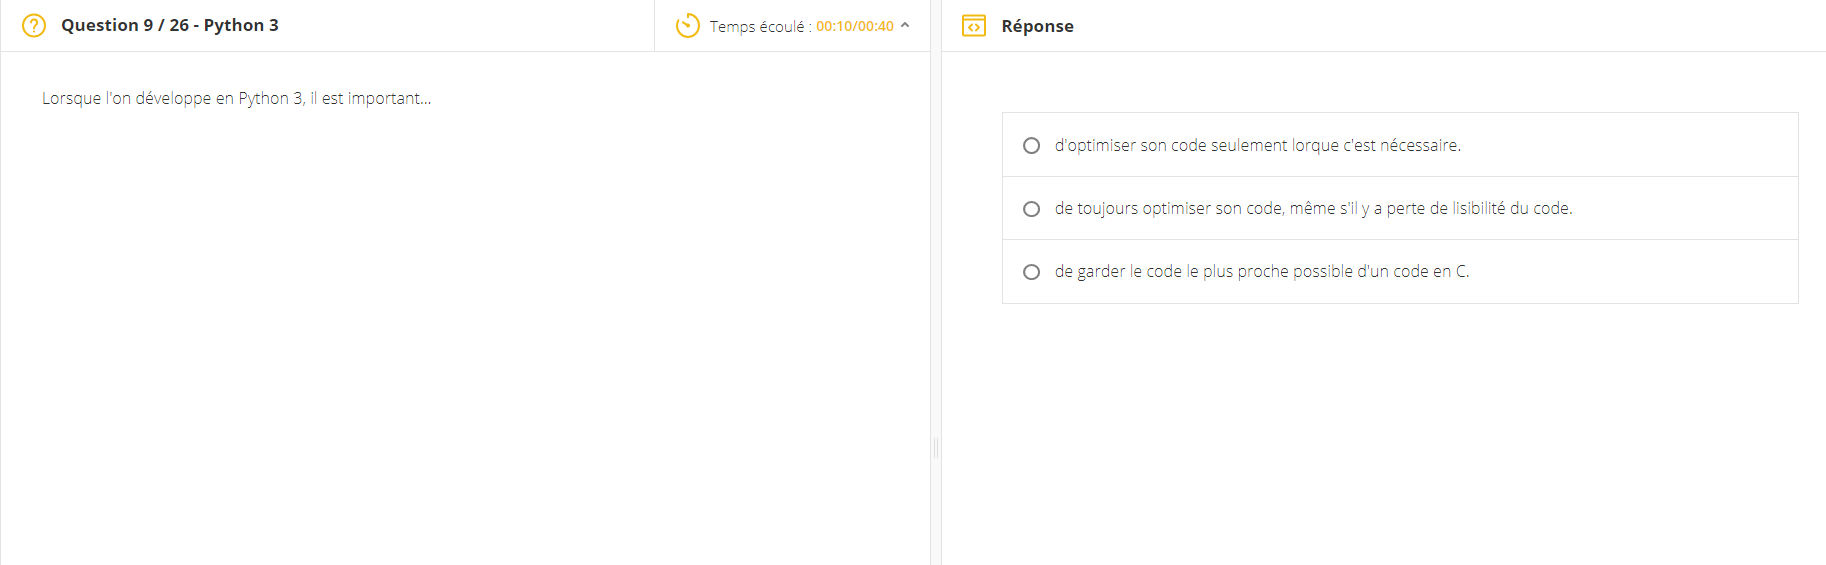 Question 9 / 26 - Python 3
Temps écoulé : 00:10/00:40
Réponse
Lorsque l'on développe en Python 3, il est important...
d'optimiser son code seulement lorque c'est nécessaire.
de toujours optimiser son code, même s'il y a perte de lisibilité du code.
de garder le code le plus proche possible d'un code en C.